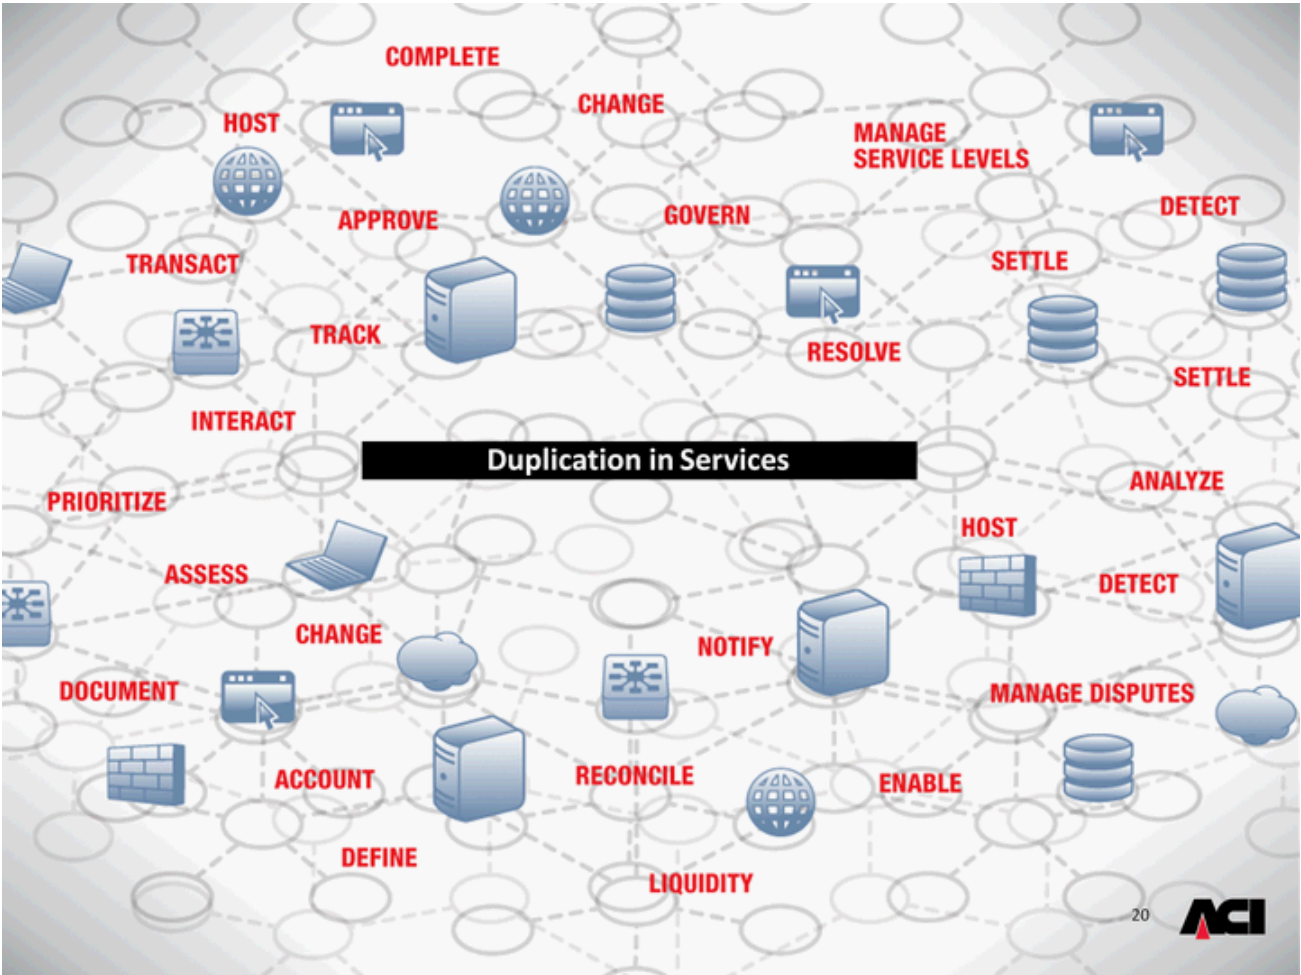 COMPLETE
CHANGE
HOST
MANAGE
SERVICE LEVELS
DETECT
APPROVE
GOVERN
TRANSACT
SETTLE
TRACK
RESOLVE
SETTLE
INTERACT
Duplication in Services
ANALYZE
PRIORITIZE
HOST
ASSESS
DETECT
CHANGE
NOTIFY
DOCUMENT
MANAGE DISPUTES
ACCOUNT
RECONCILE
ENABLE
DEFINE
LIQUIDITY
20
ACI